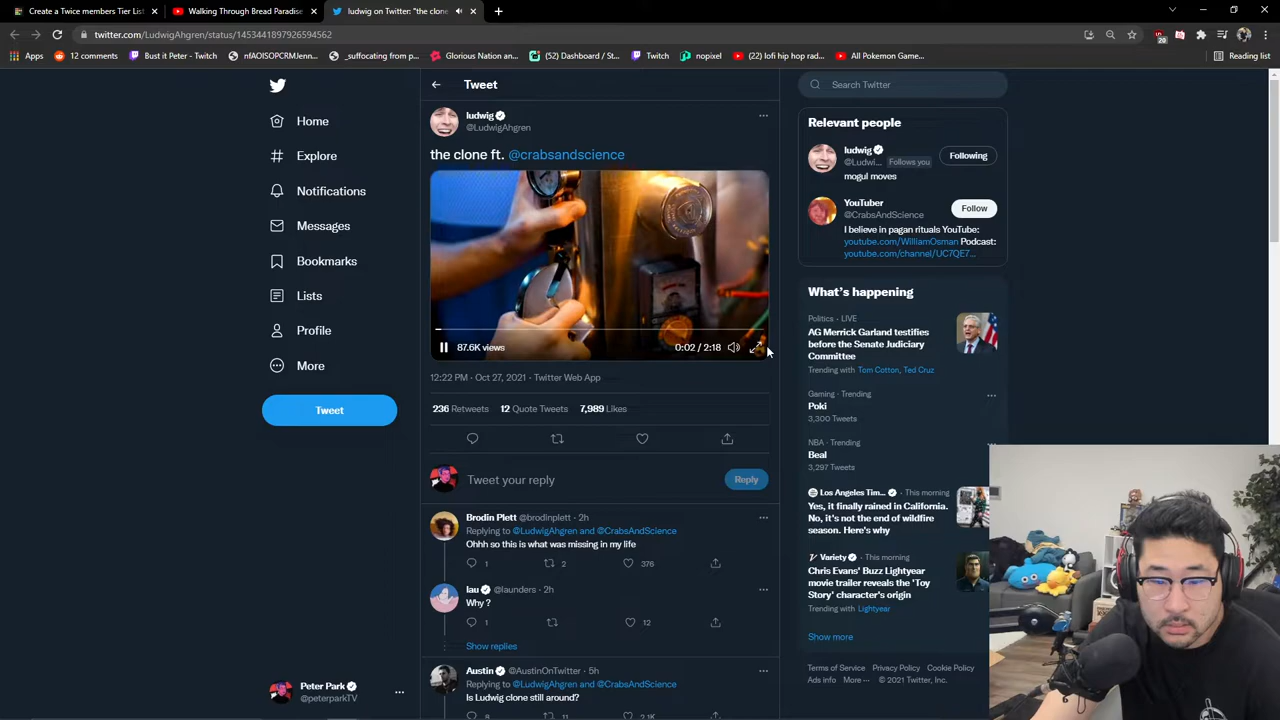 Create a Twice members Tier List
Walking Through Bread Paradise
ludwig on Twitter: "the clone
twitter.com/LudwigAhgren/status/1453441897926594562
Apps
12 comments
Bust it Peter - Twitch
nfAOISOPCRMJenn...
_suffocating from p...
Glorious Nation an...
(52) Dashboard / St...
Twitch
nopixel
(22) lofi hip hop rad...
All Pokemon Game...
Reading list
Home
Explore
Notifications
Messages
Bookmarks
Lists
Profile
More
Tweet
Peter Park
@peterparkTV
Tweet
ludwig
@LudwigAhgren
the clone ft. @crabsandscience
87.6K views
0:02 / 2:18
12:22 PM · Oct 27, 2021 · Twitter Web App
236 Retweets 12 Quote Tweets 7,989 Likes
Tweet your reply
Reply
Brodin Plett @brodinplett · 2h
Replying to @LudwigAhgren and @CrabsAndScience
Ohhh so this is what was missing in my life
1 2 376
lau @launders · 2h
Why ?
1 12
Show replies
Austin @AustinOnTwitter · 5h
Replying to @LudwigAhgren and @CrabsAndScience
Is Ludwig clone still around?
8 11 2.1K
Search Twitter
Relevant people
ludwig
@Ludwi... Follows you
Following
mogul moves
YouTuber
@CrabsAndScience
Follow
I believe in pagan rituals YouTube:
youtube.com/WilliamOsman Podcast:
youtube.com/channel/UC7QE7...
What's happening
Politics · LIVE
AG Merrick Garland testifies
before the Senate Judiciary
Committee
Trending with Tom Cotton, Ted Cruz
Gaming · Trending
Poki
3,300 Tweets
NBA · Trending
Beal
3,297 Tweets
Los Angeles Tim... · This morning
Yes, it finally rained in California.
No, it's not the end of wildfire
season. Here's why
Variety · This morning
Chris Evans' Buzz Lightyear
movie trailer reveals the 'Toy
Story' character's origin
Trending with Lightyear
Show more
Terms of Service Privacy Policy Cookie Policy
Ads info More ··· © 2021 Twitter, Inc.